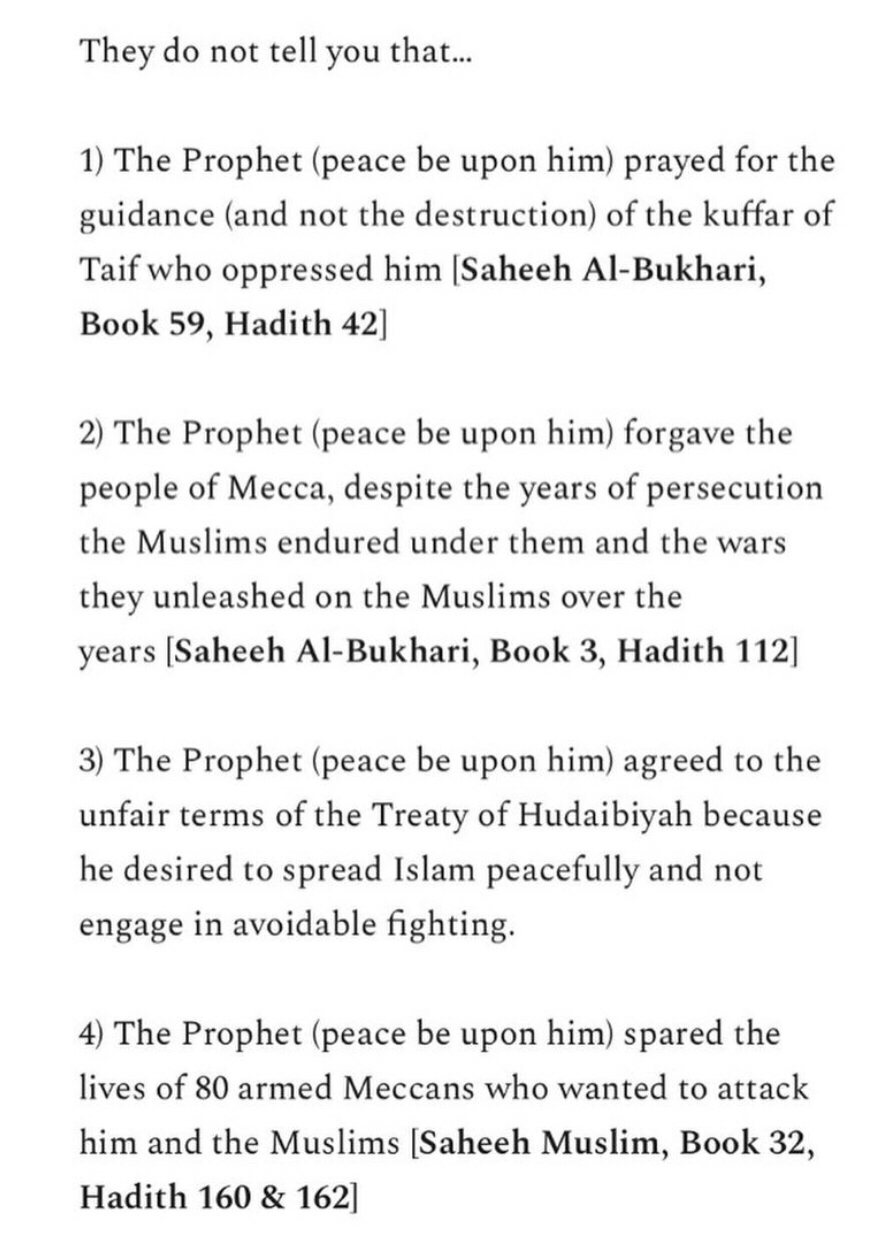 They do not tell you that...
1) The Prophet (peace be upon him) prayed for the
guidance (and not the destruction) of the kuffar of
Taif who oppressed him [Saheeh Al-Bukhari,
Book 59, Hadith 42]
2) The Prophet (peace be upon him) forgave the
people of Mecca, despite the years of persecution
the Muslims endured under them and the wars
they unleashed on the Muslims over the
years [Saheeh Al-Bukhari, Book 3, Hadith 112]
3) The Prophet (peace be upon him) agreed to the
unfair terms of the Treaty of Hudaibiyah because
he desired to spread Islam peacefully and not
engage in avoidable fighting.
4) The Prophet (peace be upon him) spared the
lives of 80 armed Meccans who wanted to attack
him and the Muslims [Saheeh Muslim, Book 32,
Hadith 160 & 162]